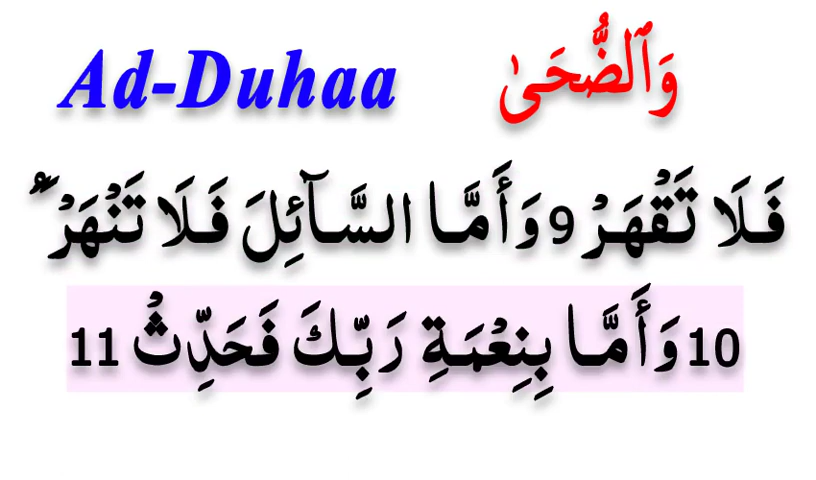 Ad-Duhaa وَٱلضُّحَىٰ
فَلَا تَقْهَرْ 9 وَأَمَّا السَّآئِلَ فَلَا تَنْهَرْ ۗ
10 وَأَمَّا بِنِعْمَةِ رَبِّكَ فَحَدِّثْ 11